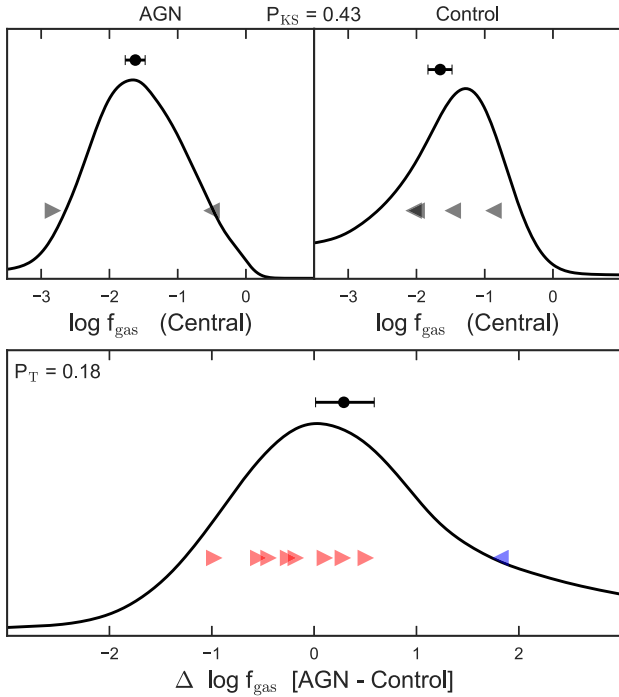 AGN P_KS = 0.43 Control
−3 −2 −1 0 −3 −2 −1 0
log f_gas (Central) log f_gas (Central)
P_T = 0.18
−2 −1 0 1 2
Δ log f_gas [AGN - Control]